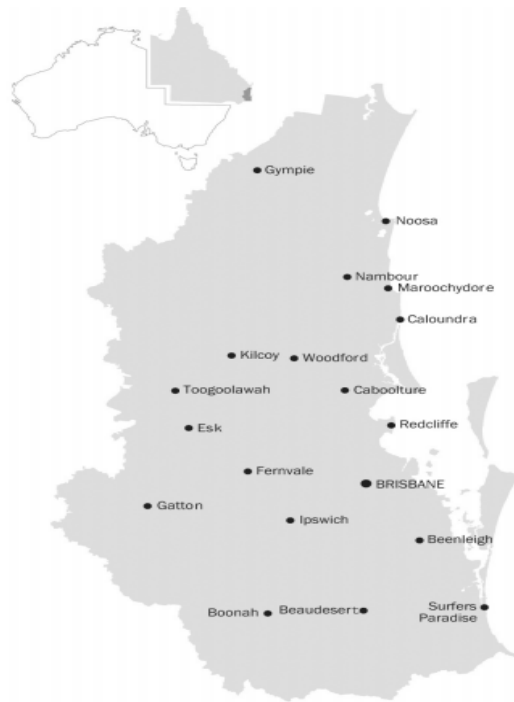 Gympie
Noosa
Nambour
Maroochydore
Caloundra
Kilcoy
Woodford
Toogoolawah
Caboolture
Redcliffe
Esk
Fernvale
BRISBANE
Gatton
Ipswich
Beenleigh
Boonah
Beaudesert
Surfers
Paradise